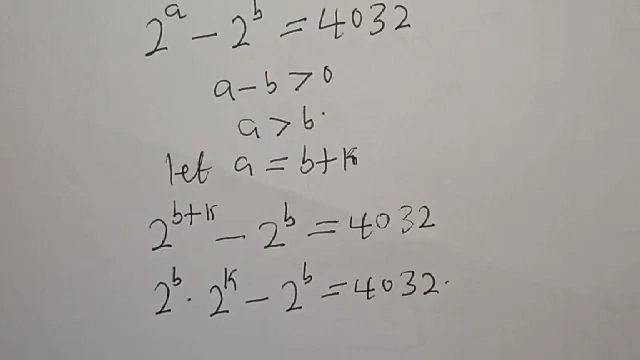 2^a - 2^b = 4032
a - b > 0
a > b.
let a = b+k
2^{b+k} - 2^b = 4032
2^b · 2^k - 2^b = 4032.